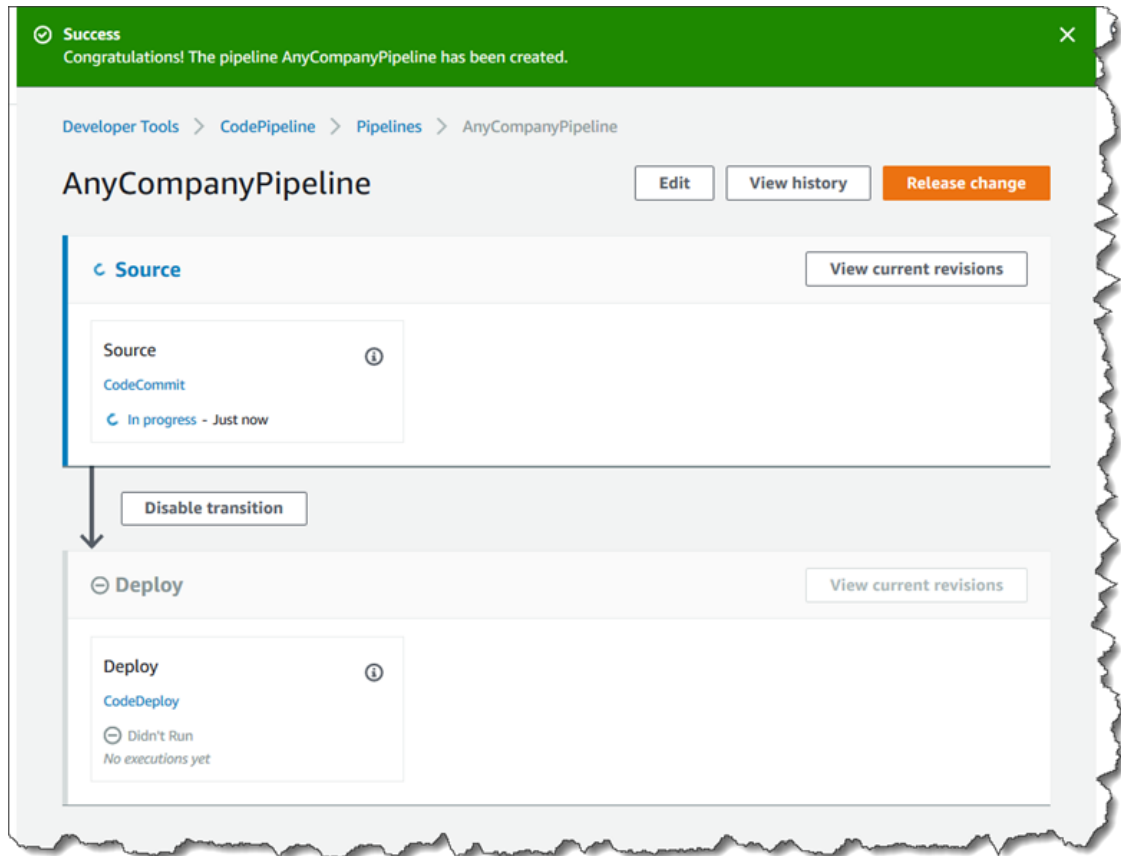 Success
Congratulations! The pipeline AnyCompanyPipeline has been created.
Developer Tools > CodePipeline > Pipelines > AnyCompanyPipeline
AnyCompanyPipeline Edit View history Release change
Source View current revisions
Source
CodeCommit
In progress - Just now
Disable transition
Deploy View current revisions
Deploy
CodeDeploy
Didn't Run
No executions yet